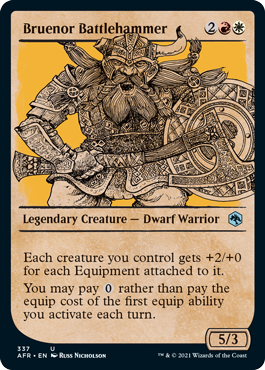 Bruenor Battlehammer 2
Legendary Creature — Dwarf Warrior
Each creature you control gets +2/+0
for each Equipment attached to it.
You may pay 0 rather than pay the
equip cost of the first equip ability
you activate each turn.
5/3
337 U
AFR • EN Russ Nicholson ™ & © 2021 Wizards of the Coast